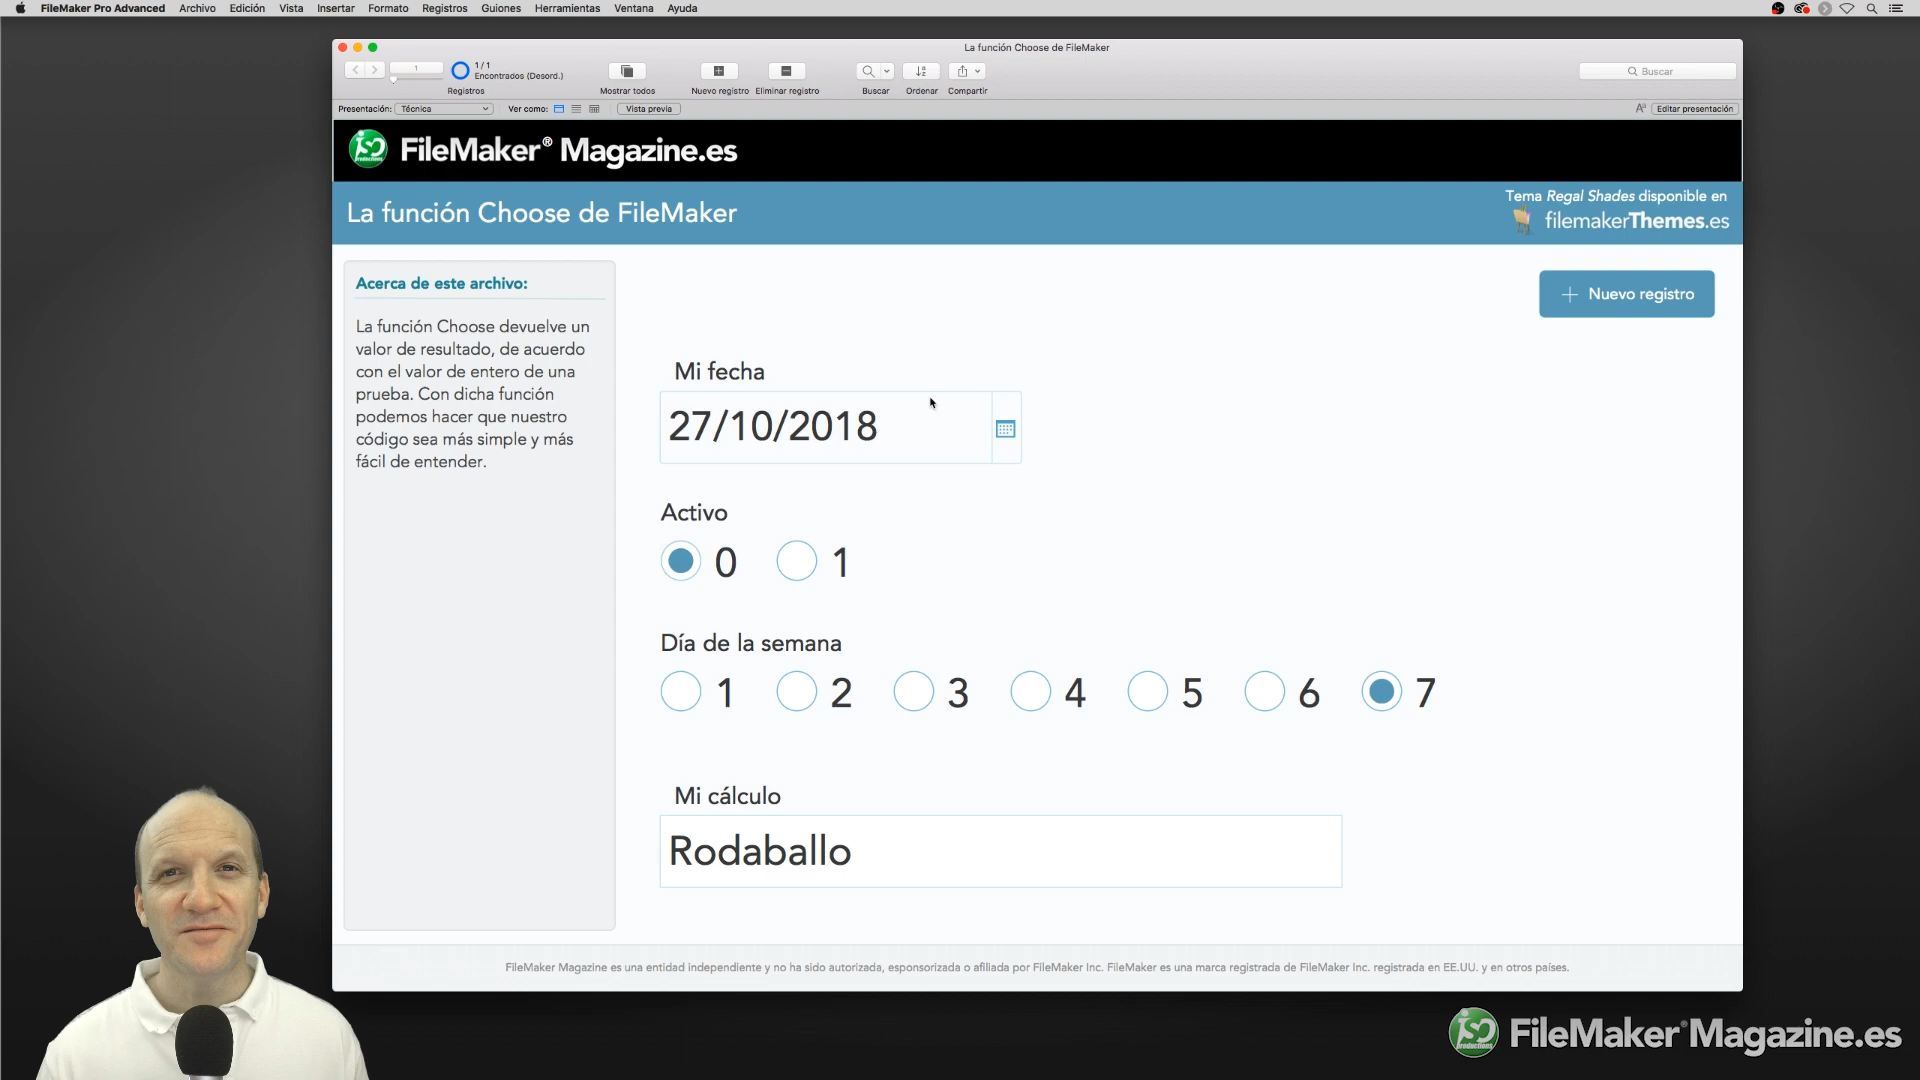 FileMaker Pro Advanced Archivo Edición Vista Insertar Formato Registros Guiones Herramientas Ventana Ayuda
La función Choose de FileMaker
1
1 / 1
Encontrados (Desord.)
Registros
Mostrar todos
Nuevo registro
Eliminar registro
Buscar
Ordenar
Compartir
Buscar
Presentación: Técnica
Ver como:
Vista previa
Editar presentación
FileMaker® Magazine.es
La función Choose de FileMaker
Tema Regal Shades disponible en
filemakerThemes.es
Acerca de este archivo:
La función Choose devuelve un
valor de resultado, de acuerdo
con el valor de entero de una
prueba. Con dicha función
podemos hacer que nuestro
código sea más simple y más
fácil de entender.
Nuevo registro
Mi fecha
27/10/2018
Activo
0 1
Día de la semana
1 2 3 4 5 6 7
Mi cálculo
Rodaballo
FileMaker Magazine es una entidad independiente y no ha sido autorizada, esponsorizada o afiliada por FileMaker Inc. FileMaker es una marca registrada de FileMaker Inc. registrada en EE.UU. y en otros países.
FileMaker® Magazine.es